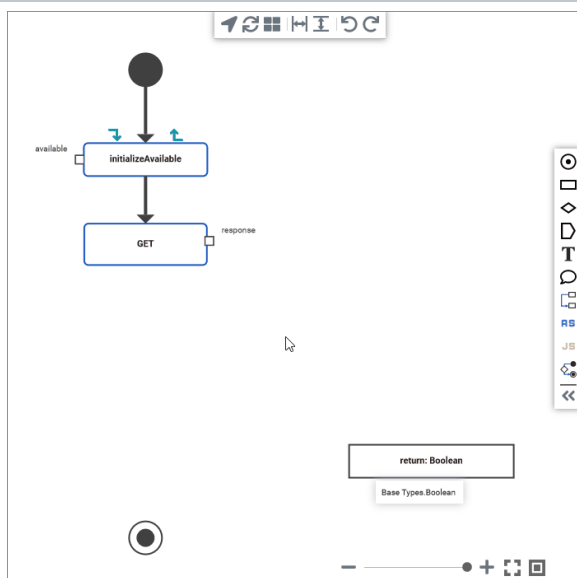 available
initializeAvailable
response
GET
T
AS
JS
return: Boolean
Base Types.Boolean